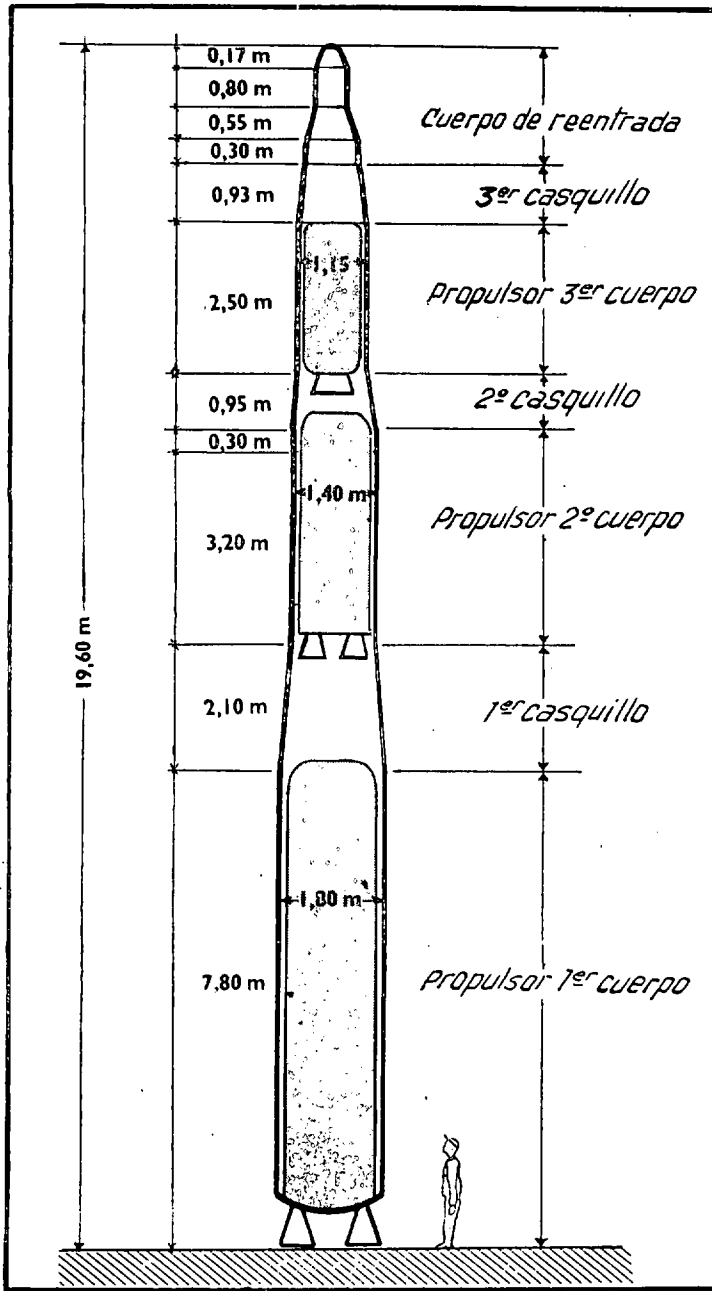 0,17 m
0,80 m
0,55 m
Cuerpo de reentrada
0,30 m
0,93 m
3er casquillo
1,15
2,50 m
Propulsor 3er cuerpo
0,95 m
2º casquillo
0,30 m
1,40 m
3,20 m
Propulsor 2º cuerpo
19,60 m
2,10 m
1er casquillo
1,80 m
7,80 m
Propulsor 1er cuerpo